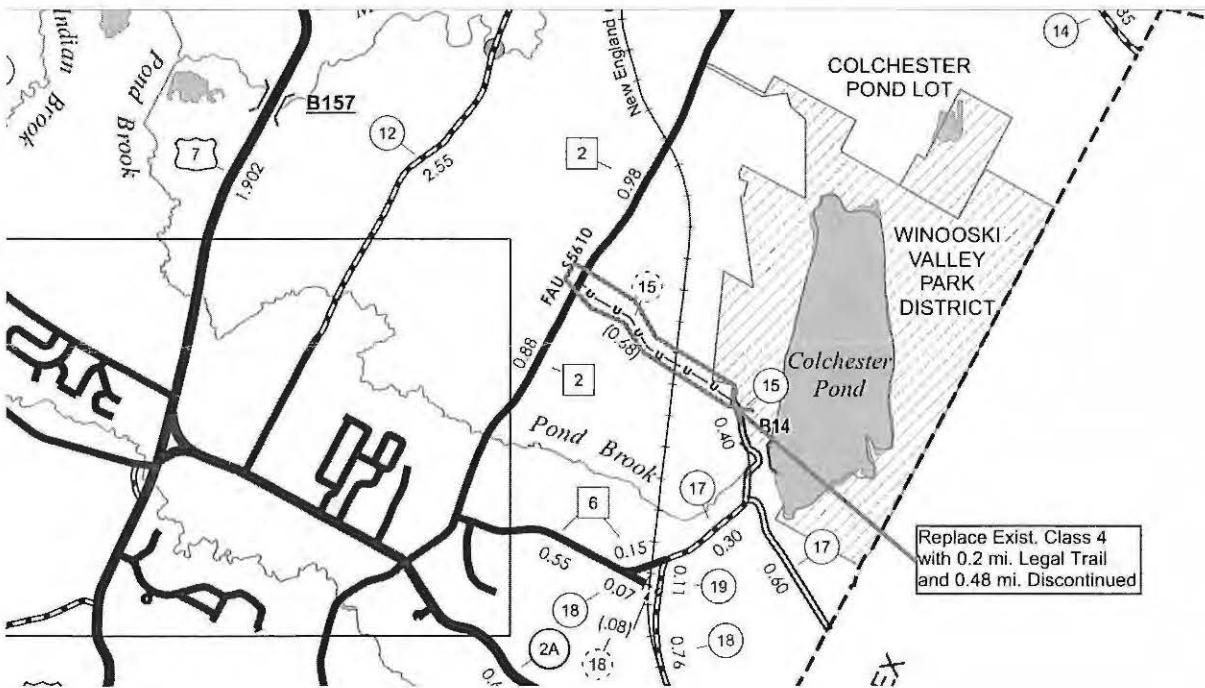 Indian
Brook
Pond Brook
7
B157
1.902
12
2.55
New England
2
0.98
14
COLCHESTER
POND LOT
WINOOSKI
VALLEY
PARK
DISTRICT
FAU S5610
15
(0.68)
0.88
2
Colchester
Pond
15
B14
0.40
Pond Brook
17
6
0.15
0.30
0.55
0.11
19
0.60
17
Replace Exist. Class 4
with 0.2 mi. Legal Trail
and 0.48 mi. Discontinued
0.07
18
(.08)
18
0.76
18
2A
EX